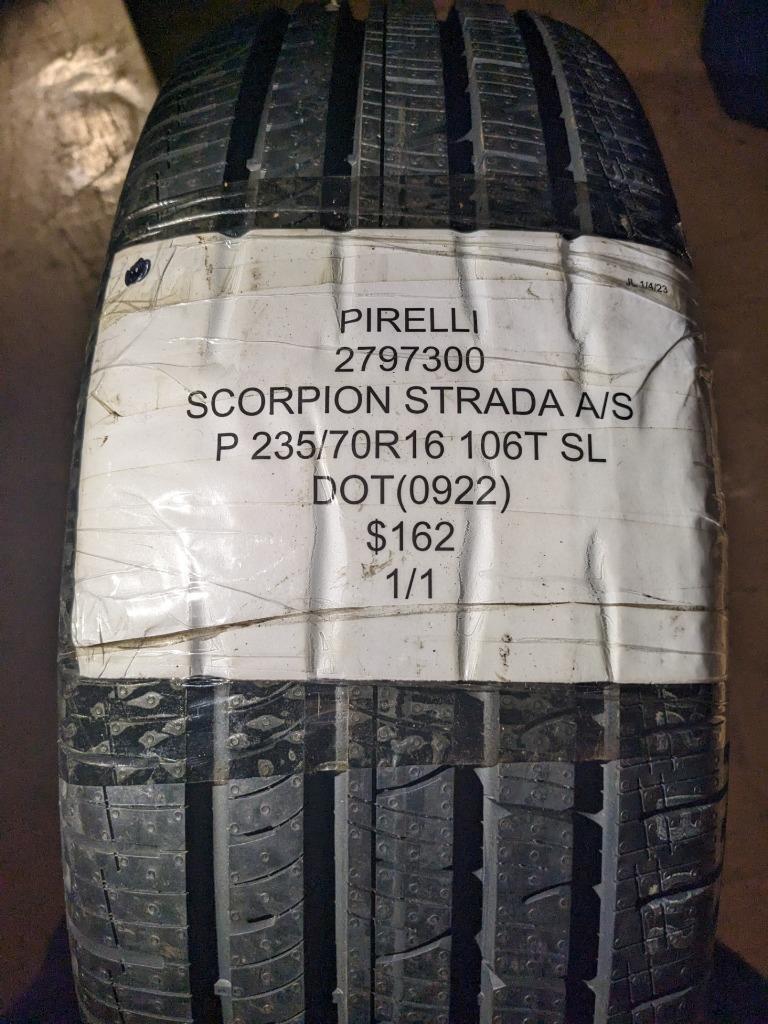 JL 1/4/23
PIRELLI
2797300
SCORPION STRADA A/S
P 235/70R16 106T SL
DOT(0922)
$162
1/1